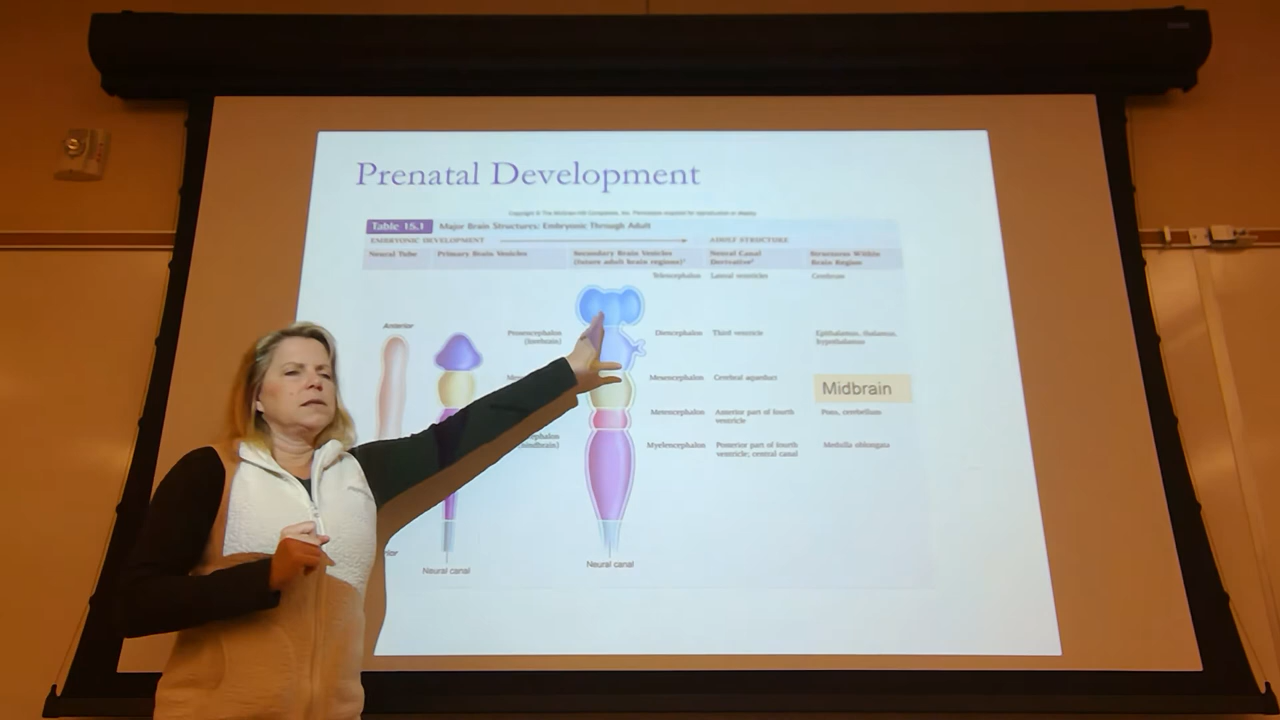 Prenatal Development
Copyright © The McGraw-Hill Companies, Inc. Permission required for reproduction or display.
Table 15.1 Major Brain Structures: Embryonic Through Adult
EMBRYONIC DEVELOPMENT ADULT STRUCTURE
Neural Tube Primary Brain Vesicles Secondary Brain Vesicles Neural Canal Structures Within
(future adult brain regions) Derivative Brain Region
Telencephalon Lateral ventricles Cerebrum
Anterior Prosencephalon Diencephalon Third ventricle Epithalamus, thalamus,
(forebrain) hypothalamus
Mesencephalon Cerebral aqueduct Midbrain
Metencephalon Anterior part of fourth Pons, cerebellum
ventricle
Myelencephalon Posterior part of fourth Medulla oblongata
(hindbrain) ventricle; central canal
Neural canal Neural canal